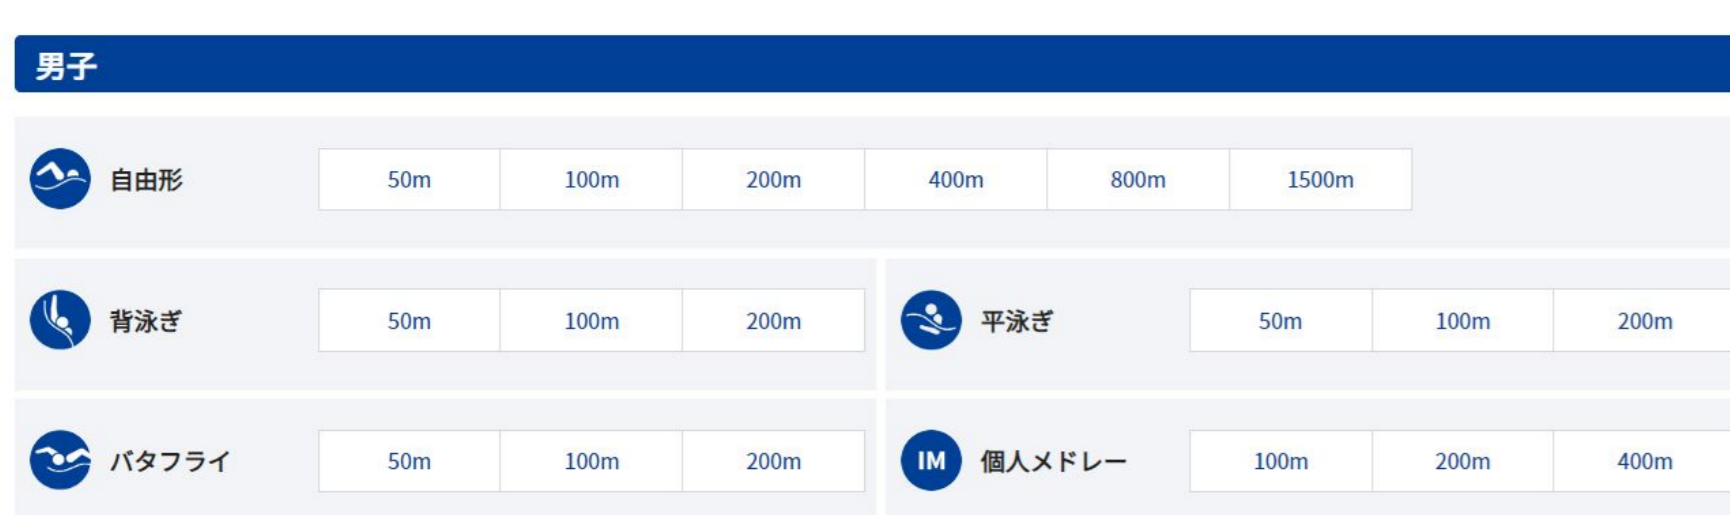 男子
自由形 50m 100m 200m 400m 800m 1500m
背泳ぎ 50m 100m 200m
平泳ぎ 50m 100m 200m
バタフライ 50m 100m 200m
IM 個人メドレー 100m 200m 400m